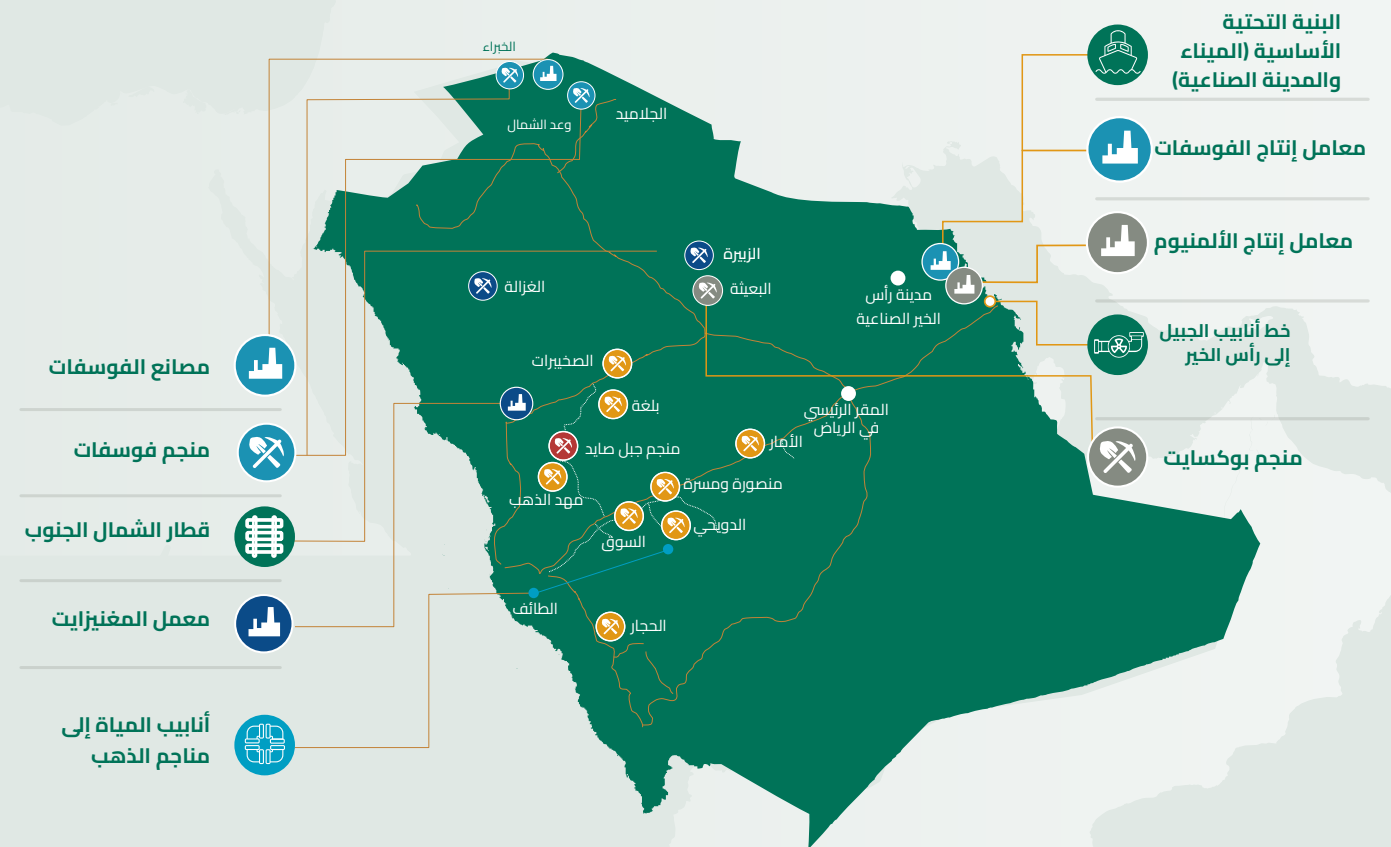 البنية التحتية
الأساسية (الميناء
والمدينة الصناعية)
معامل إنتاج الفوسفات
معامل إنتاج الألمنيوم
خط أنابيب الجبيل
إلى رأس الخير
منجم بوكسايت
الخبراء
وعد الشمال
الجلاميد
الزبيرة
البعيثة
الغزالة
مدينة رأس
الخير الصناعية
الصخيبرات
بلغة
المقر الرئيسي
في الرياض
الأمار
منجم جبل صايد
منصورة ومسرة
مهد الذهب
الدويحي
السوق
الطائف
الحجار
مصانع الفوسفات
منجم فوسفات
قطار الشمال الجنوب
معمل المغنيزايت
أنابيب المياة إلى
مناجم الذهب